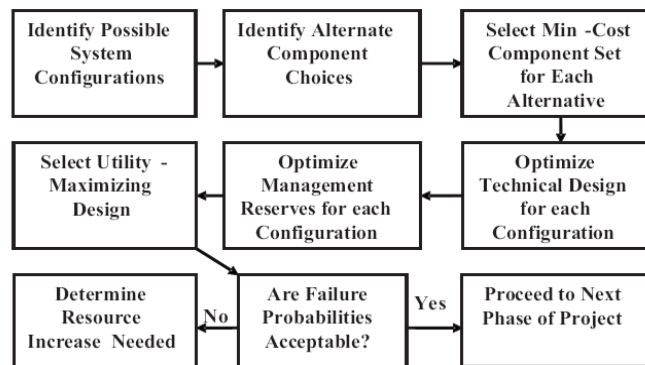 Identify Possible
System
Configurations
Identify Alternate
Component
Choices
Select Min -Cost
Component Set
for Each
Alternative
Select Utility -
Maximizing
Design
Optimize
Management
Reserves for each
Configuration
Optimize
Technical Design
for each
Configuration
Determine
Resource
Increase Needed
No
Are Failure
Probabilities
Acceptable?
Yes
Proceed to Next
Phase of Project